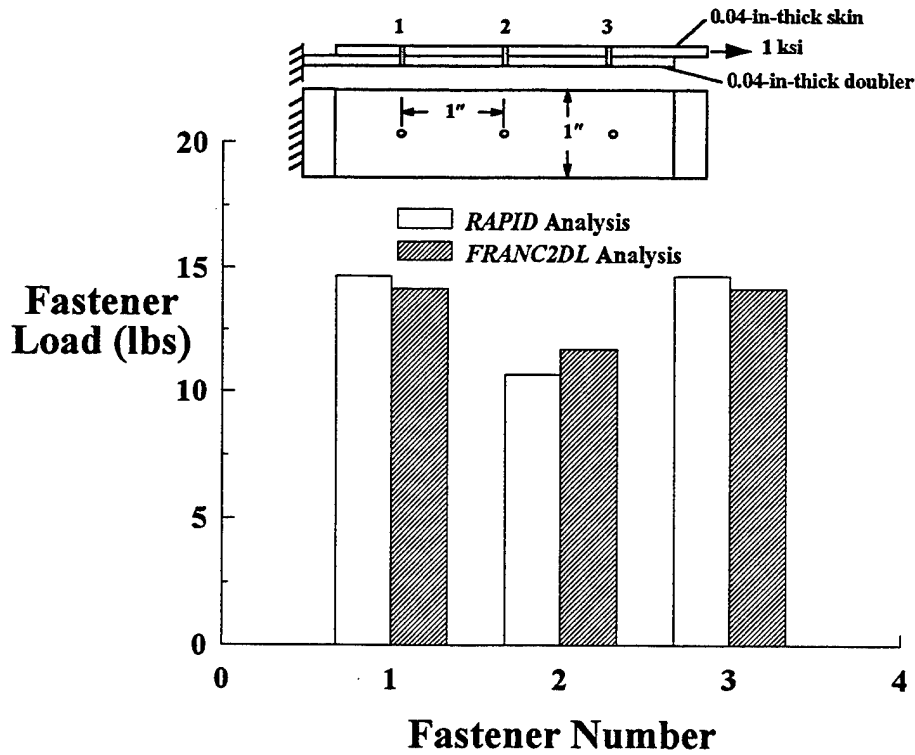 1 2 3
0.04-in-thick skin
1 ksi
0.04-in-thick doubler
1″
1″
RAPID Analysis
FRANC2DL Analysis
Fastener
Load (lbs)
20
15
10
5
0
0 1 2 3 4
Fastener Number